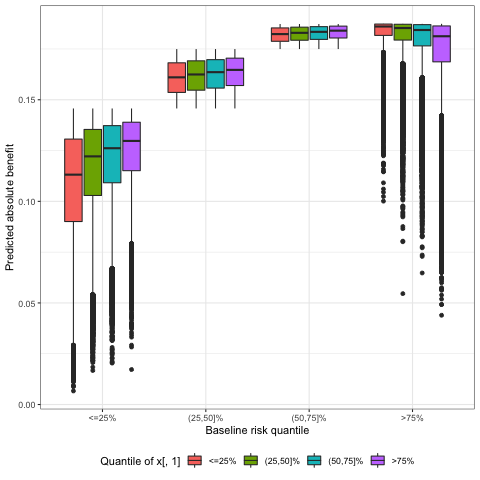 Predicted absolute benefit
0.15
0.10
0.05
0.00
<=25% (25,50]% (50,75]% >75%
Baseline risk quantile
Quantile of x[, 1] <=25% (25,50]% (50,75]% >75%